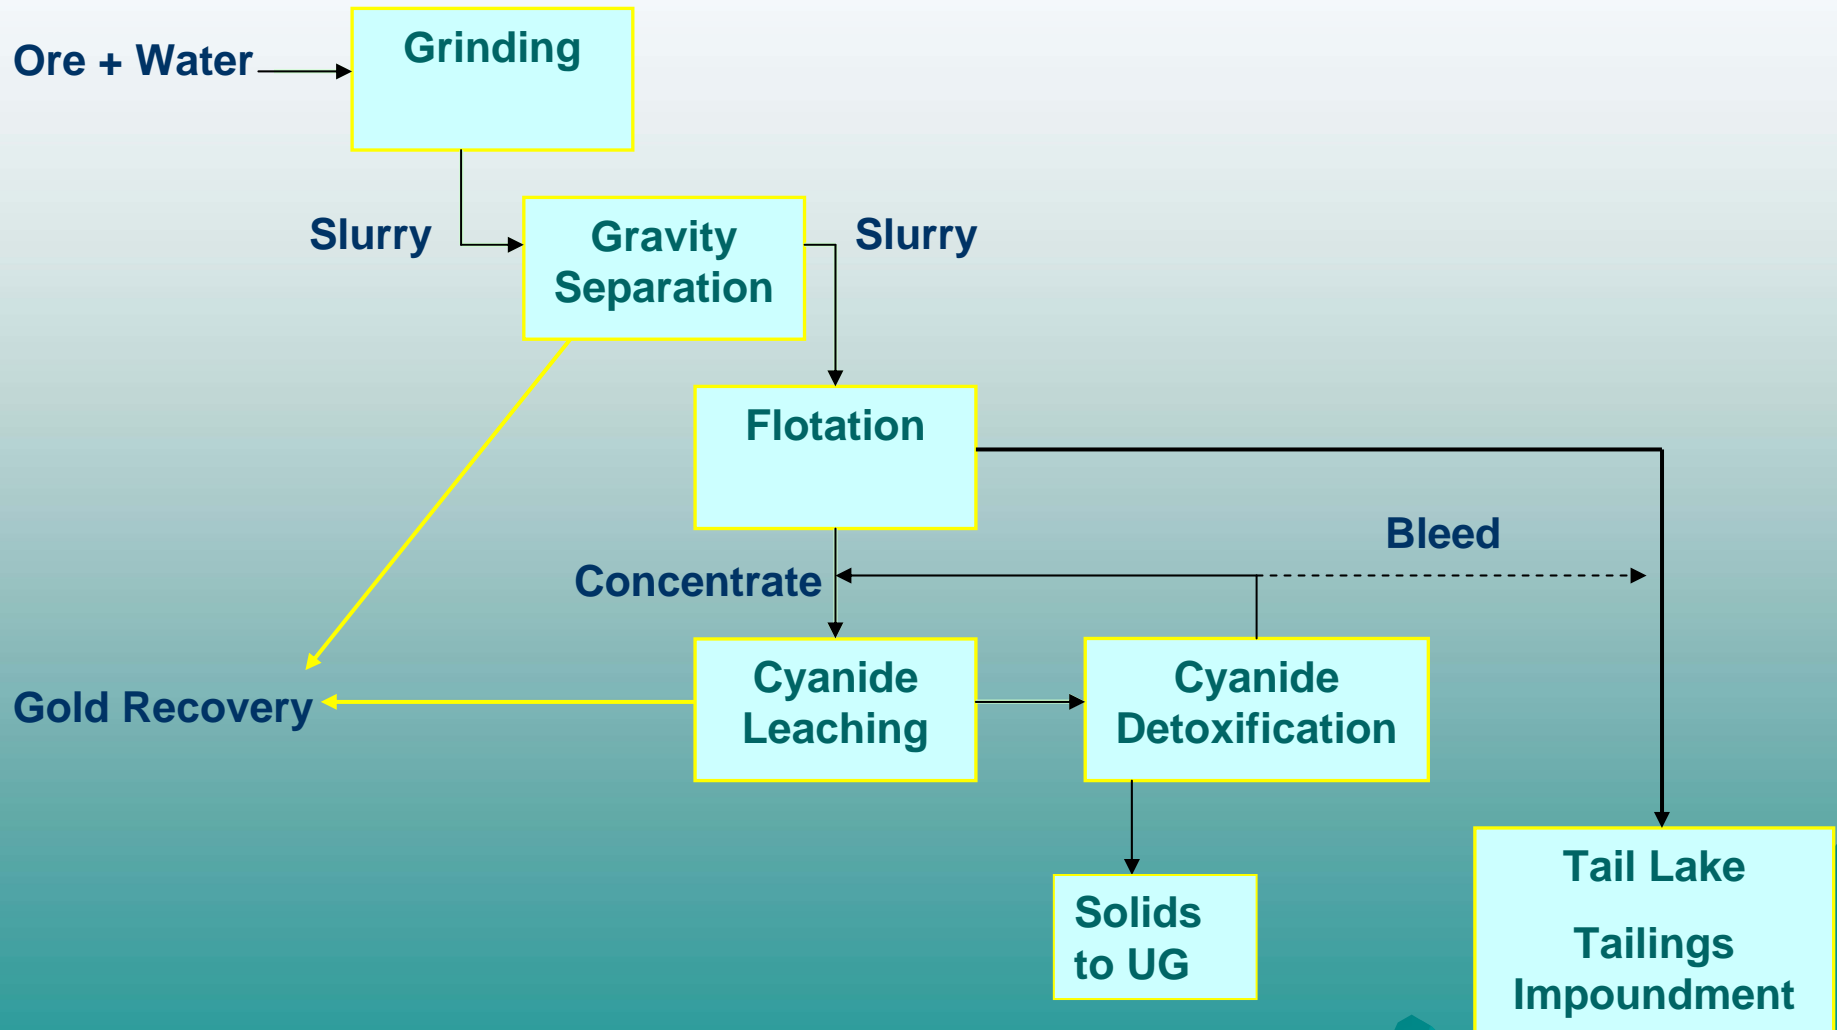 Ore + Water
Grinding
Slurry
Gravity
Separation
Slurry
Flotation
Bleed
Concentrate
Cyanide
Leaching
Cyanide
Detoxification
Gold Recovery
Solids
to UG
Tail Lake
Tailings
Impoundment